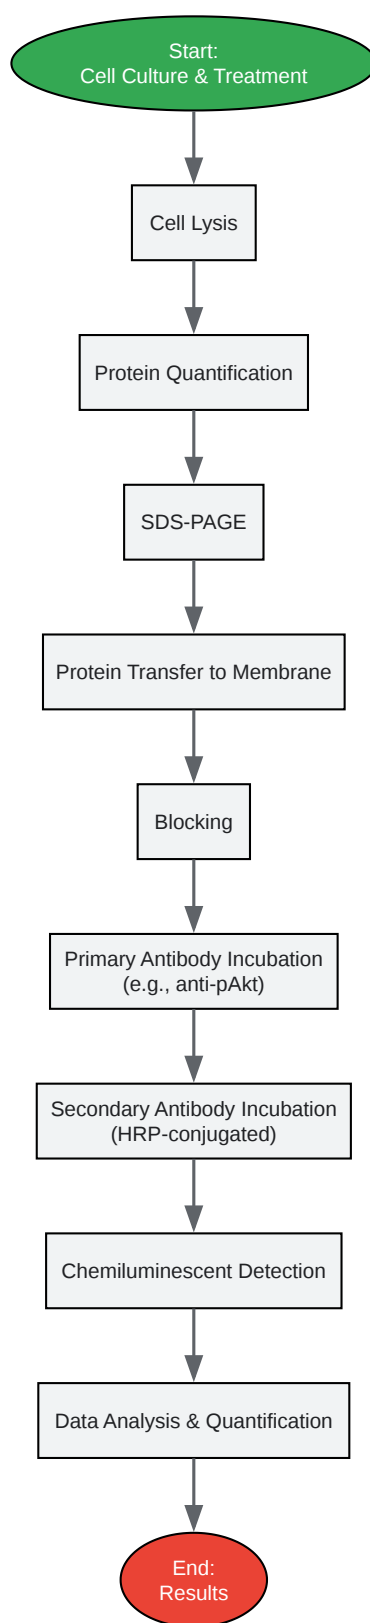 Start:
Cell Culture & Treatment
Cell Lysis
Protein Quantification
SDS-PAGE
Protein Transfer to Membrane
Blocking
Primary Antibody Incubation
(e.g., anti-pAkt)
Secondary Antibody Incubation
(HRP-conjugated)
Chemiluminescent Detection
Data Analysis & Quantification
End:
Results